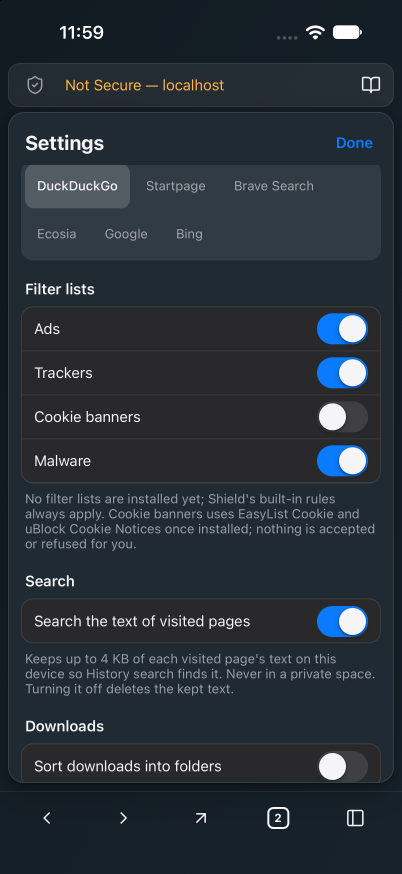 11:59
Not Secure — localhost
Settings
Done
DuckDuckGo
Startpage
Brave Search
Ecosia
Google
Bing
Filter lists
Ads
Trackers
Cookie banners
Malware
No filter lists are installed yet; Shield's built-in rules
always apply. Cookie banners uses EasyList Cookie and
uBlock Cookie Notices once installed; nothing is accepted
or refused for you.
Search
Search the text of visited pages
Keeps up to 4 KB of each visited page's text on this
device so History search finds it. Never in a private space.
Turning it off deletes the kept text.
Downloads
Sort downloads into folders
2